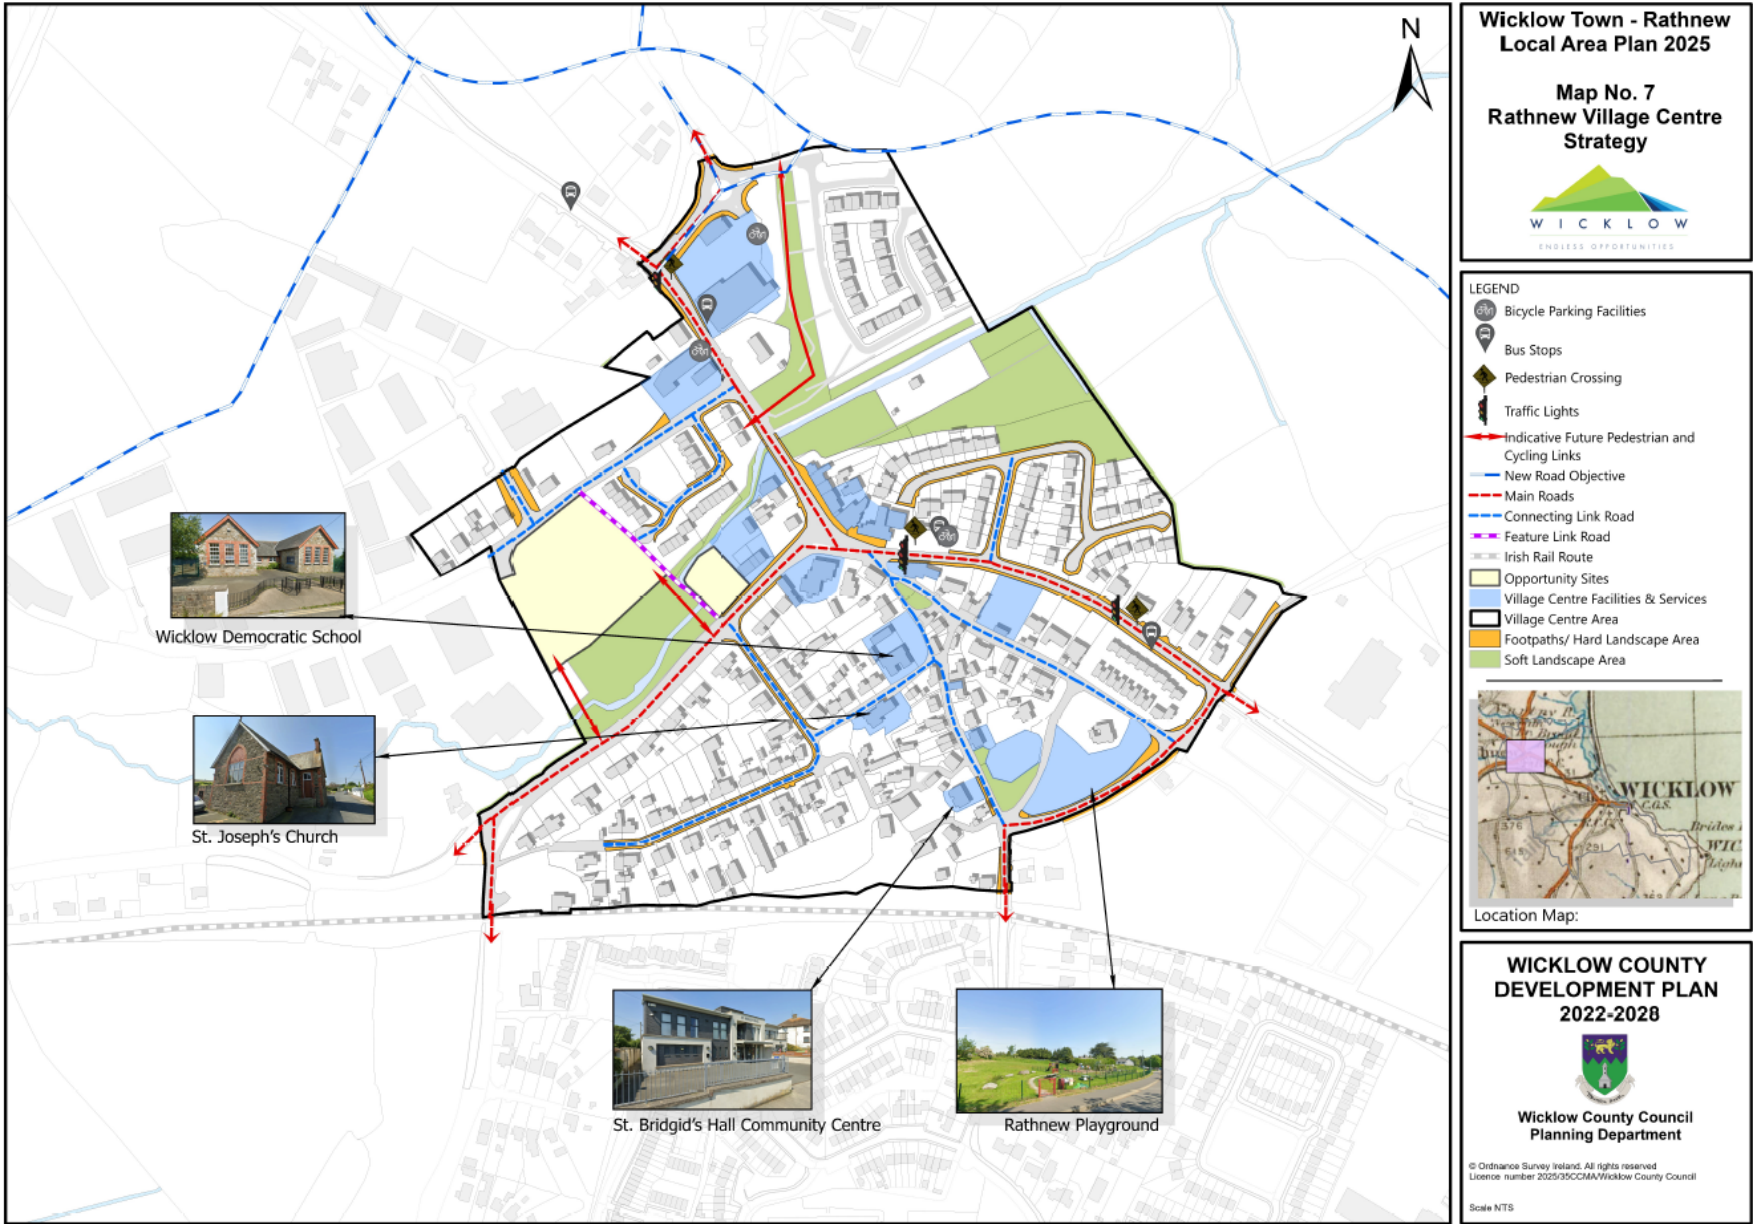 N
Wicklow Democratic School
St. Joseph's Church
St. Bridgid's Hall Community Centre
Rathnew Playground
Wicklow Town - Rathnew
Local Area Plan 2025
Map No. 7
Rathnew Village Centre
Strategy
WICKLOW
ENDLESS OPPORTUNITIES
LEGEND
Bicycle Parking Facilities
Bus Stops
Pedestrian Crossing
Traffic Lights
Indicative Future Pedestrian and
Cycling Links
New Road Objective
Main Roads
Connecting Link Road
Feature Link Road
Irish Rail Route
Opportunity Sites
Village Centre Facilities & Services
Village Centre Area
Footpaths/ Hard Landscape Area
Soft Landscape Area
WICKLOW
C.G.S.
Brides
376
291
Location Map:
WICKLOW COUNTY
DEVELOPMENT PLAN
2022-2028
Wicklow County Council
Planning Department
© Ordnance Survey Ireland. All rights reserved
Licence number 2025/35CCMA/Wicklow County Council
Scale NTS